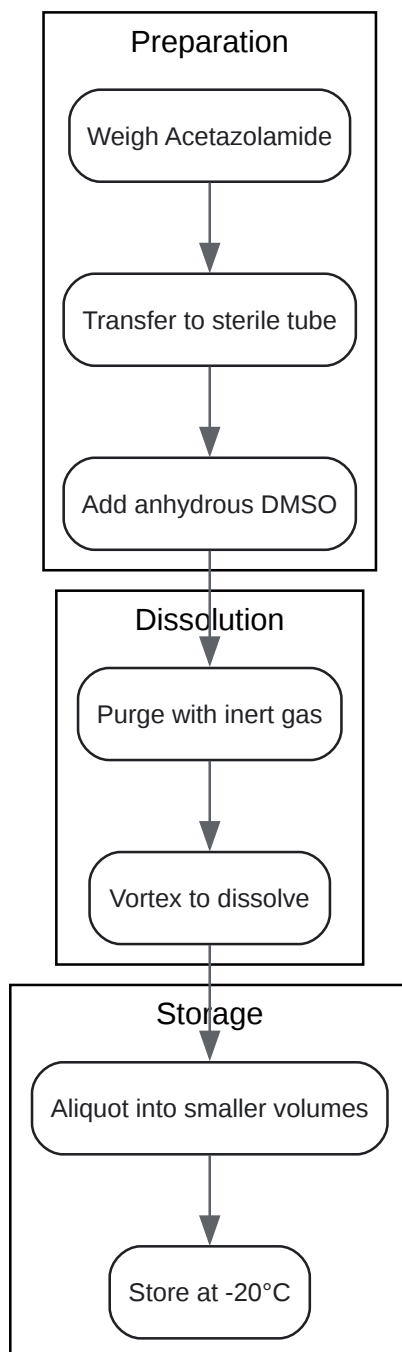 Preparation
Weigh Acetazolamide
Transfer to sterile tube
Add anhydrous DMSO
Dissolution
Purge with inert gas
Vortex to dissolve
Storage
Aliquot into smaller volumes
Store at -20°C